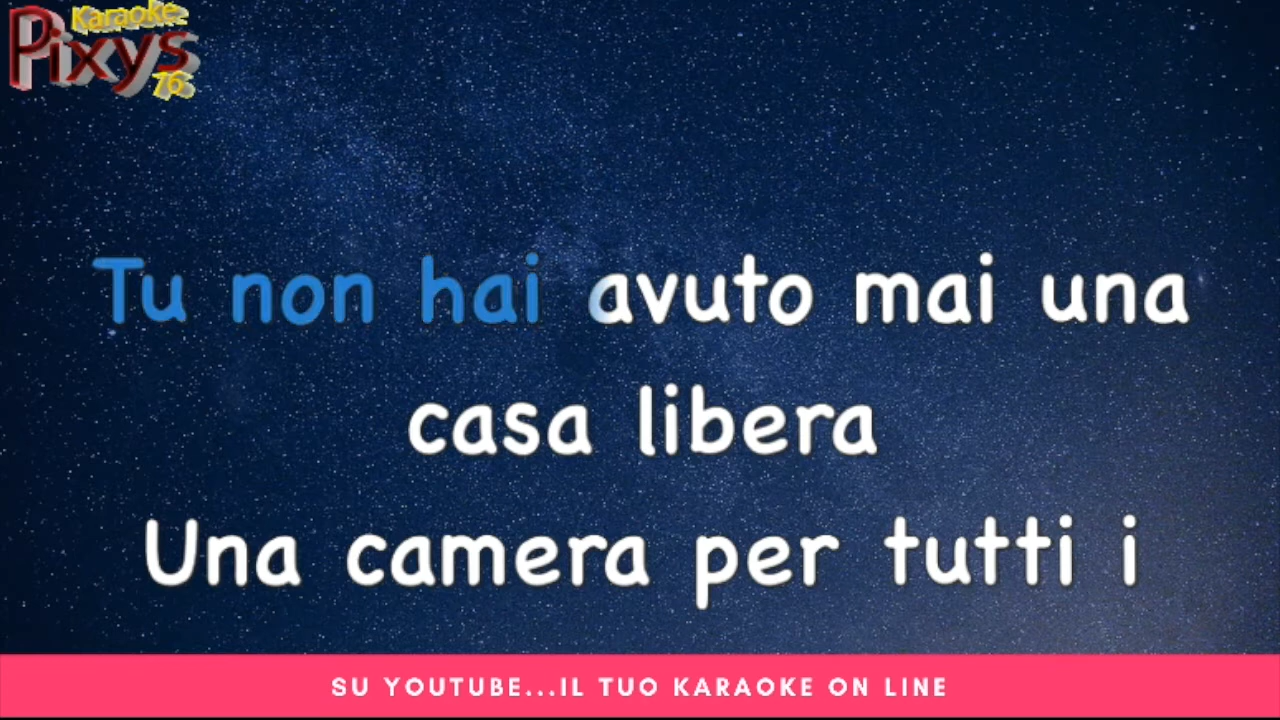 Karaoke
Pixys
76
Tu non hai avuto mai una
casa libera
Una camera per tutti i
SU YOUTUBE...IL TUO KARAOKE ON LINE